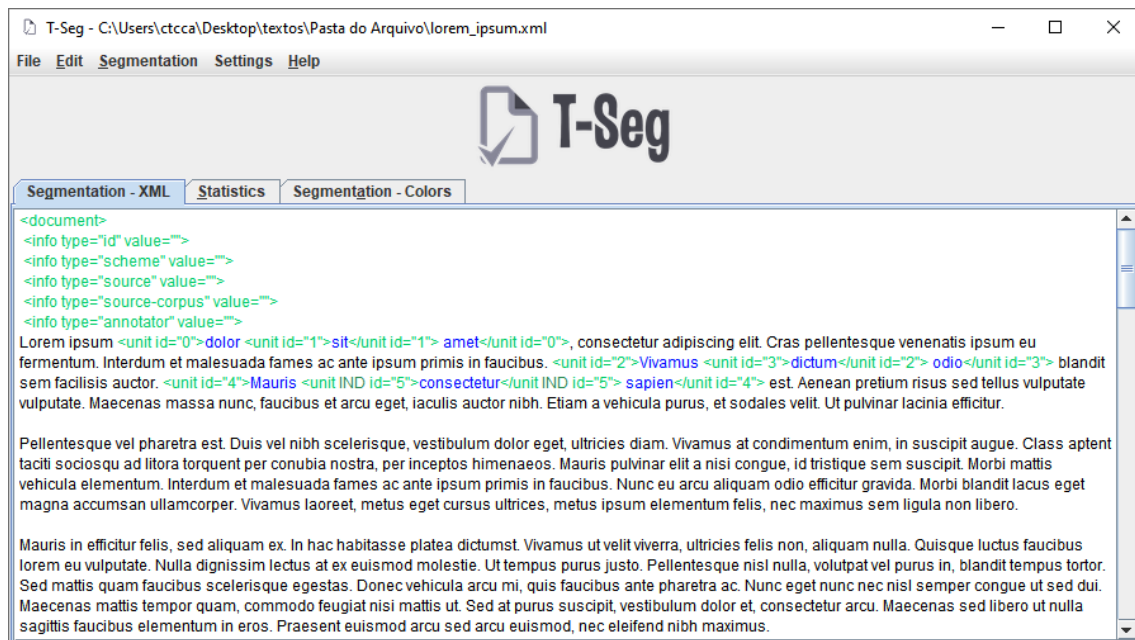 T-Seg - C:\Users\ctcca\Desktop\textos\Pasta do Arquivo\lorem_ipsum.xml
File Edit Segmentation Settings Help
T-Seg
Segmentation - XML Statistics Segmentation - Colors
<document>
<info type="id" value="">
<info type="scheme" value="">
<info type="source" value="">
<info type="source-corpus" value="">
<info type="annotator" value="">
Lorem ipsum <unit id="0">dolor <unit id="1">sit</unit id="1"> amet</unit id="0">, consectetur adipiscing elit. Cras pellentesque venenatis ipsum eu
fermentum. Interdum et malesuada fames ac ante ipsum primis in faucibus. <unit id="2">Vivamus <unit id="3">dictum</unit id="2"> odio</unit id="3"> blandit
sem facilisis auctor. <unit id="4">Mauris <unit IND id="5">consectetur</unit IND id="5"> sapien</unit id="4"> est. Aenean pretium risus sed tellus vulputate
vulputate. Maecenas massa nunc, faucibus et arcu eget, iaculis auctor nibh. Etiam a vehicula purus, et sodales velit. Ut pulvinar lacinia efficitur.
Pellentesque vel pharetra est. Duis vel nibh scelerisque, vestibulum dolor eget, ultricies diam. Vivamus at condimentum enim, in suscipit augue. Class aptent
taciti sociosqu ad litora torquent per conubia nostra, per inceptos himenaeos. Mauris pulvinar elit a nisi congue, id tristique sem suscipit. Morbi mattis
vehicula elementum. Interdum et malesuada fames ac ante ipsum primis in faucibus. Nunc eu arcu aliquam odio efficitur gravida. Morbi blandit lacus eget
magna accumsan ullamcorper. Vivamus laoreet, metus eget cursus ultrices, metus ipsum elementum felis, nec maximus sem ligula non libero.
Mauris in efficitur felis, sed aliquam ex. In hac habitasse platea dictumst. Vivamus ut velit viverra, ultricies felis non, aliquam nulla. Quisque luctus faucibus
lorem eu vulputate. Nulla dignissim lectus at ex euismod molestie. Ut tempus purus justo. Pellentesque nisl nulla, volutpat vel purus in, blandit tempus tortor.
Sed mattis quam faucibus scelerisque egestas. Donec vehicula arcu mi, quis faucibus ante pharetra ac. Nunc eget nunc nec nisl semper congue ut sed dui.
Maecenas mattis tempor quam, commodo feugiat nisi mattis ut. Sed at purus suscipit, vestibulum dolor et, consectetur arcu. Maecenas sed libero ut nulla
sagittis faucibus elementum in eros. Praesent euismod arcu sed arcu euismod, nec eleifend nibh maximus.